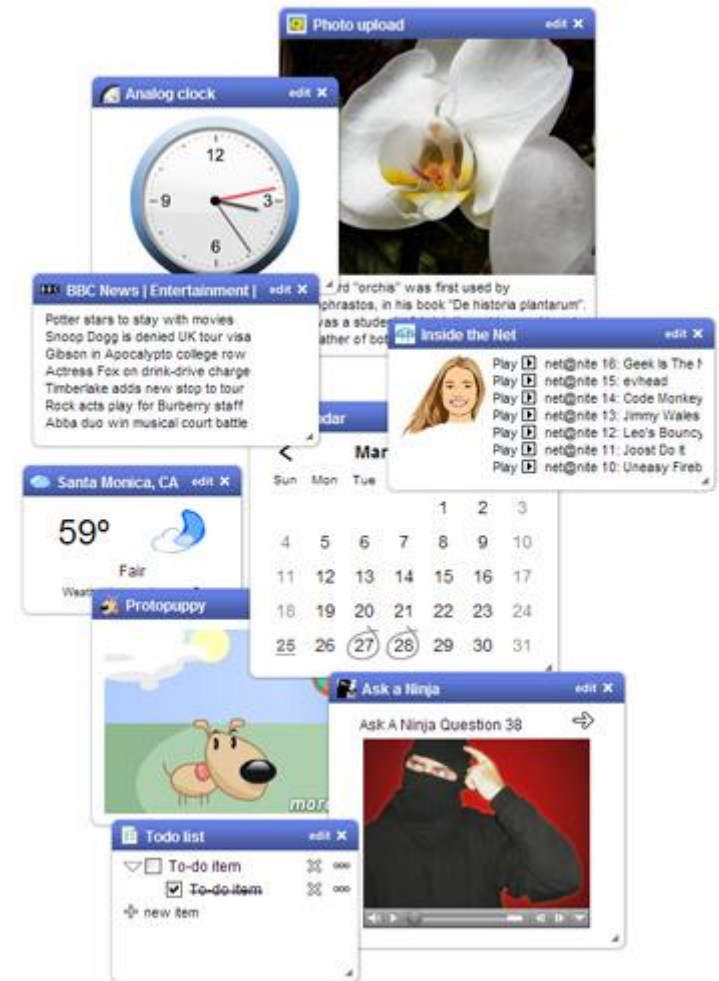 Photo upload edit
Analog clock edit
12
9 3
6
"orchis" was first used by
in his book "De historia plantarum".
BBC News | Entertainment | edit
Potter stars to stay with movies
Snoop Dogg is denied UK tour visa
Gibson in Apocalypto college row
Actress Fox on drink-drive charge
Timberlake adds new stop to tour
Rock acts play for Burberry staff
Abba duo win musical court battle
Inside the Net edit
Play net@nite 16: Geek Is The
Play net@nite 15: evhead
Play net@nite 14: Code Monkey
Play net@nite 13: Jimmy Wales
Play net@nite 12: Leo's Bouncy
Play net@nite 11: Joost Do It
Play net@nite 10: Uneasy Fireb
Mar
Sun Mon Tue
1 2 3
4 5 6 7 8 9 10
11 12 13 14 15 16 17
18 19 20 21 22 23 24
25 26 27 28 29 30 31
Santa Monica, CA edit
59º
Fair
Protopuppy
Ask a Ninja edit
Ask A Ninja Question 38
Todo list edit
To-do item
To-do item
new item